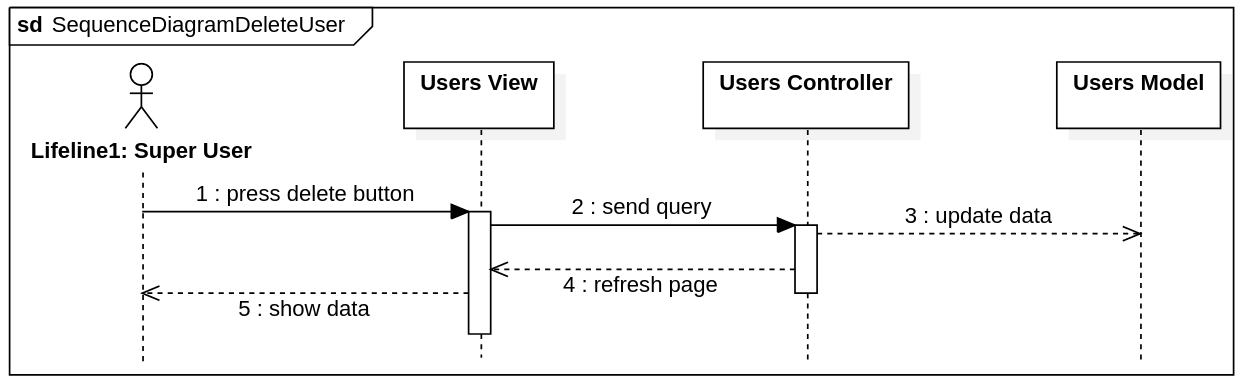 sd SequenceDiagramDeleteUser
Users View
Users Controller
Users Model
Lifeline1: Super User
1 : press delete button
2 : send query
3 : update data
4 : refresh page
5 : show data